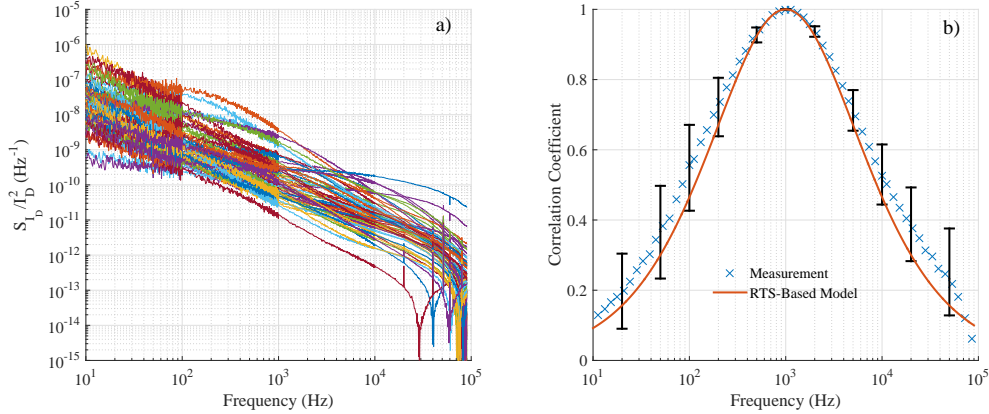 a)
10^-5
10^-6
10^-7
10^-8
10^-9
10^-10
10^-11
10^-12
10^-13
10^-14
10^-15
S_{I_D}/I_D^2 (Hz^-1)
10^1 10^2 10^3 10^4 10^5
Frequency (Hz)
b)
1
0.8
0.6
0.4
0.2
0
Correlation Coefficient
Measurement
RTS-Based Model
10^1 10^2 10^3 10^4 10^5
Frequency (Hz)